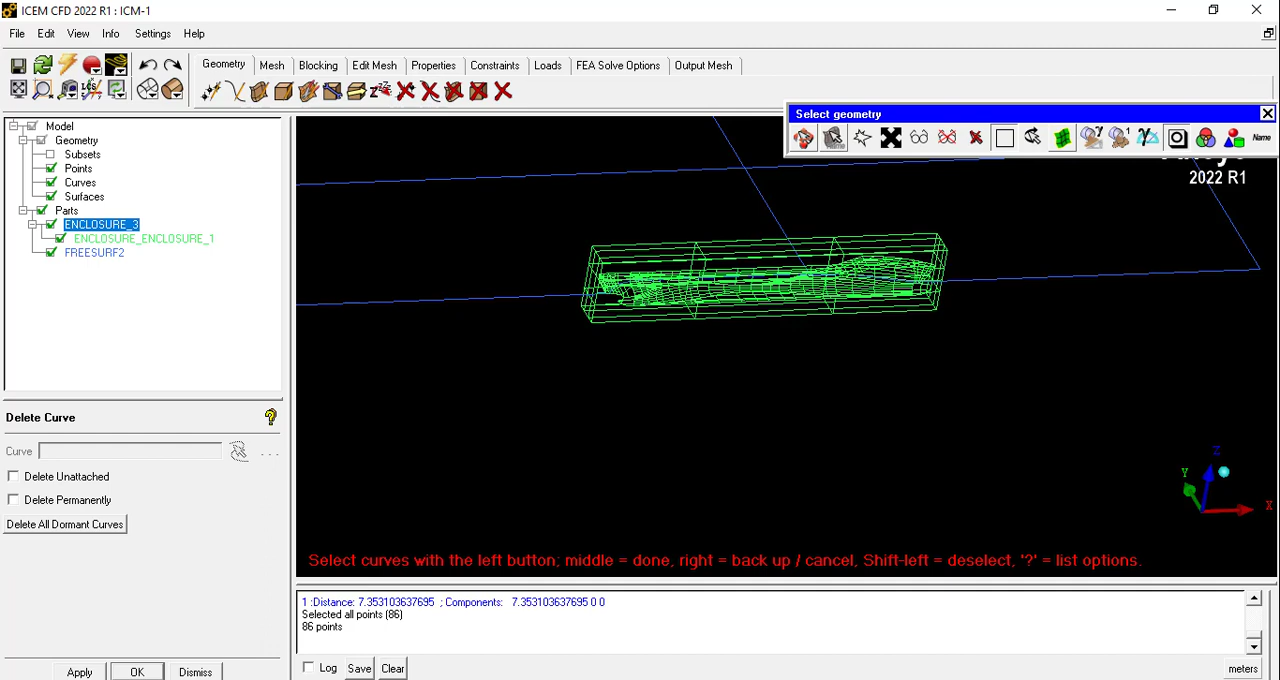 ICEM CFD 2022 R1 : ICM-1
File Edit View Info Settings Help
Geometry Mesh Blocking Edit Mesh Properties Constraints Loads FEA Solve Options Output Mesh
Select geometry
Name
2022 R1
Model
Geometry
Subsets
Points
Curves
Surfaces
Parts
ENCLOSURE_3
ENCLOSURE_ENCLOSURE_1
FREESURF2
Delete Curve
Curve
Delete Unattached
Delete Permanently
Delete All Dormant Curves
Apply OK Dismiss
Y Z X
Select curves with the left button; middle = done, right = back up / cancel, Shift-left = deselect, '?' = list options.
1 :Distance: 7.353103637695 ; Components: 7.353103637695 0 0
Selected all points (86)
86 points
Log Save Clear
meters